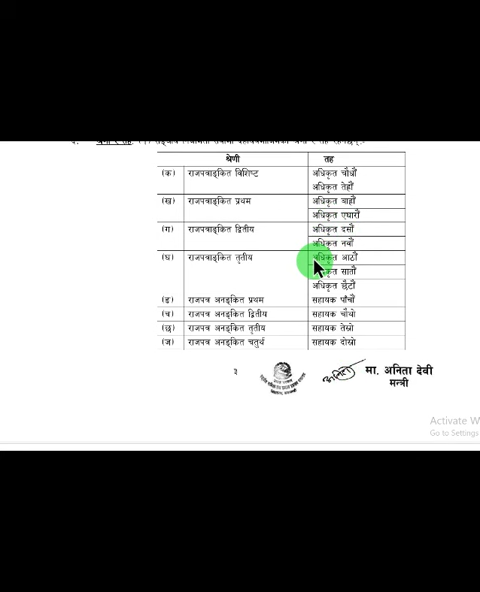 श्रेणी तह
(क) राजपत्राङ्कित विशिष्ट अधिकृत चौधौं
अधिकृत तेह्रौं
(ख) राजपत्राङ्कित प्रथम अधिकृत बाह्रौं
अधिकृत एघारौं
(ग) राजपत्राङ्कित द्वितीय अधिकृत दसौं
अधिकृत नवौं
(घ) राजपत्राङ्कित तृतीय अधिकृत आठौं
अधिकृत सातौं
अधिकृत छैटौं
(ङ) राजपत्र अनङ्कित प्रथम सहायक पाँचौं
(च) राजपत्र अनङ्कित द्वितीय सहायक चौथो
(छ) राजपत्र अनङ्कित तृतीय सहायक तेस्रो
(ज) राजपत्र अनङ्कित चतुर्थ सहायक दोस्रो
३
मा. अनिता देवी
मन्त्री
Activate W
Go to Settings